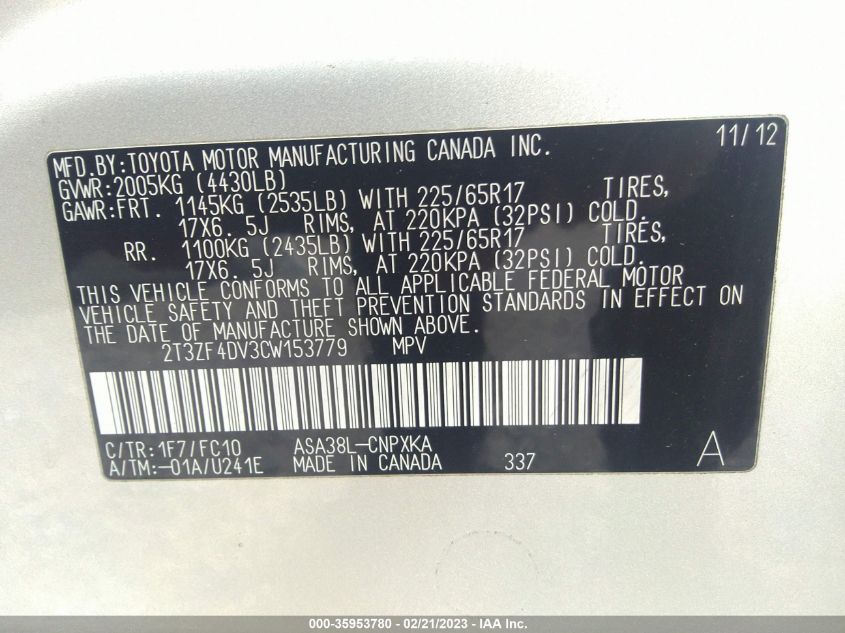 11/12
MFD.BY:TOYOTA MOTOR MANUFACTURING CANADA INC.
GVWR:2005KG (4430LB)
GAWR:FRT. 1145KG (2535LB) WITH 225/65R17 TIRES,
17X6. 5J RIMS, AT 220KPA (32PSI) COLD.
RR. 1100KG (2435LB) WITH 225/65R17 TIRES,
17X6. 5J RIMS, AT 220KPA (32PSI) COLD.
THIS VEHICLE CONFORMS TO ALL APPLICABLE FEDERAL MOTOR
VEHICLE SAFETY AND THEFT PREVENTION STANDARDS IN EFFECT ON
THE DATE OF MANUFACTURE SHOWN ABOVE.
2T3ZF4DV3CW153779 MPV
C/TR:1F7/FC10 ASA38L-CNPXKA
A/TM:-01A/U241E MADE IN CANADA 337 A
000-35953780 - 02/21/2023 - IAA Inc.